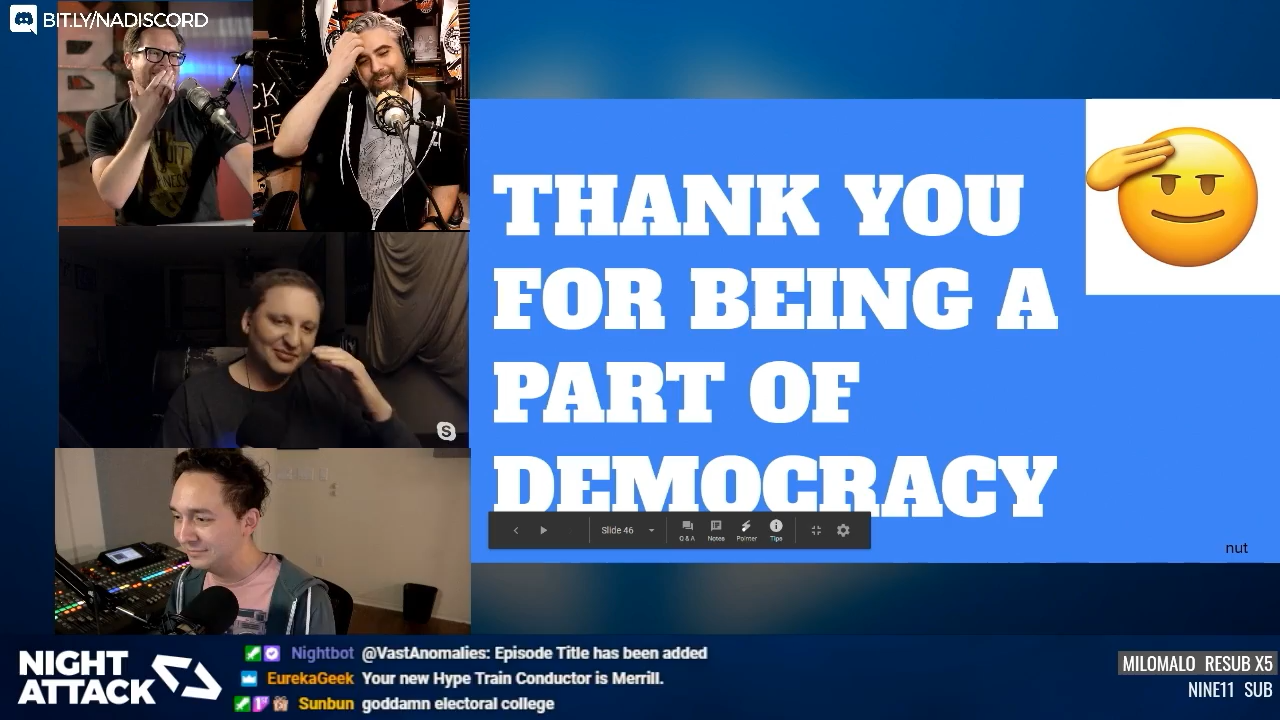 BIT.LY/NADISCORD
THANK YOU
FOR BEING A
PART OF
DEMOCRACY
Slide 46
Q & A
Notes
Pointer
Tips
nut
NIGHT
ATTACK
Nightbot @VastAnomalies: Episode Title has been added
EurekaGeek Your new Hype Train Conductor is Merrill.
Sunbun goddamn electoral college
MILOMALO RESUB X5
NINE11 SUB